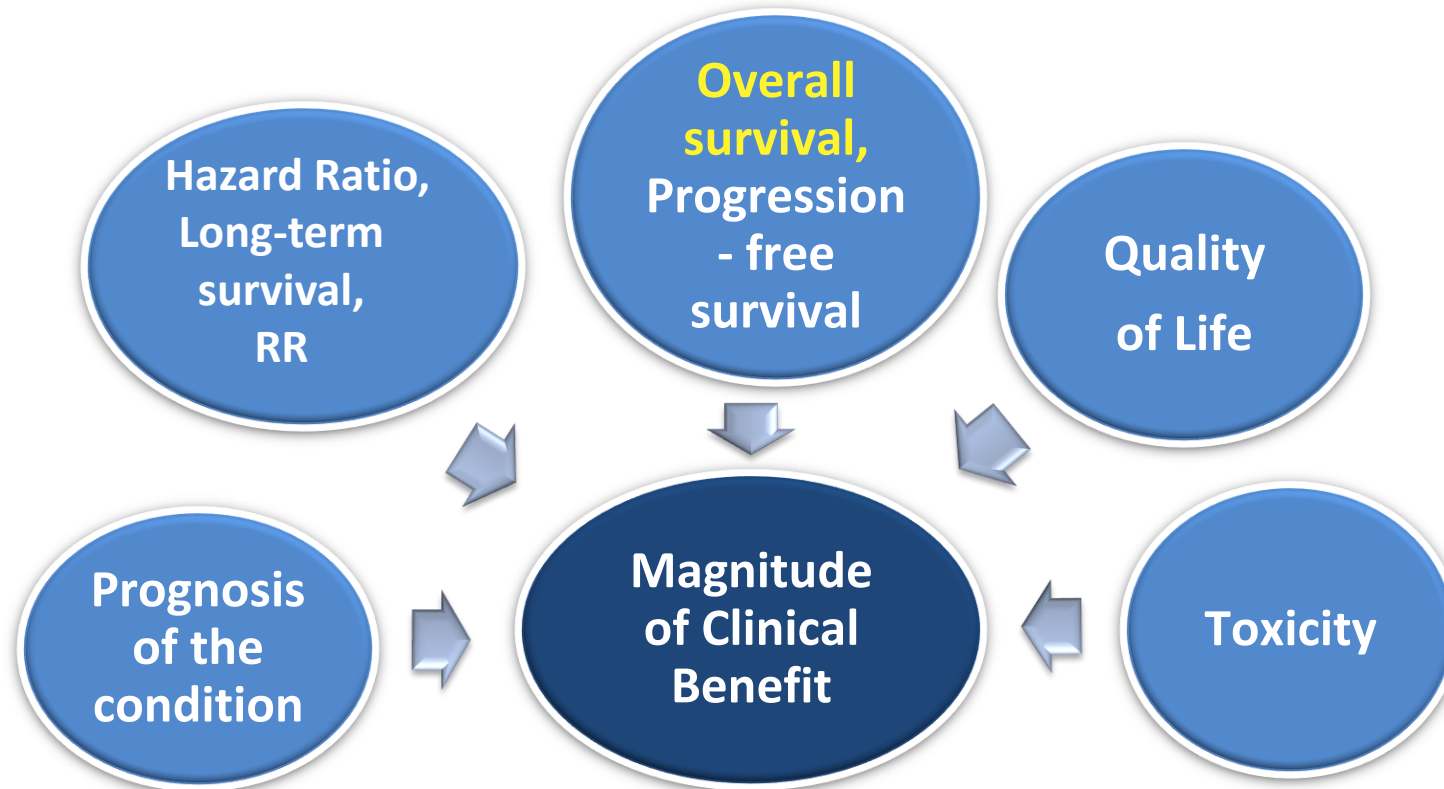 Overall
survival,
Progression
- free
survival
Hazard Ratio,
Long-term
survival,
RR
Quality
of Life
Prognosis
of the
condition
Magnitude
of Clinical
Benefit
Toxicity